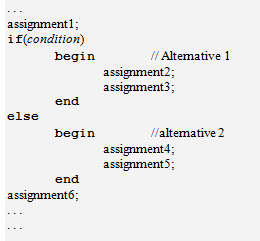 . . .
assignment1;
if(condition)
begin // Alternative 1
assignment2;
assignment3;
end
else
begin //alternative 2
assignment4;
assignment5;
end
assignment6;
. . .
. . .